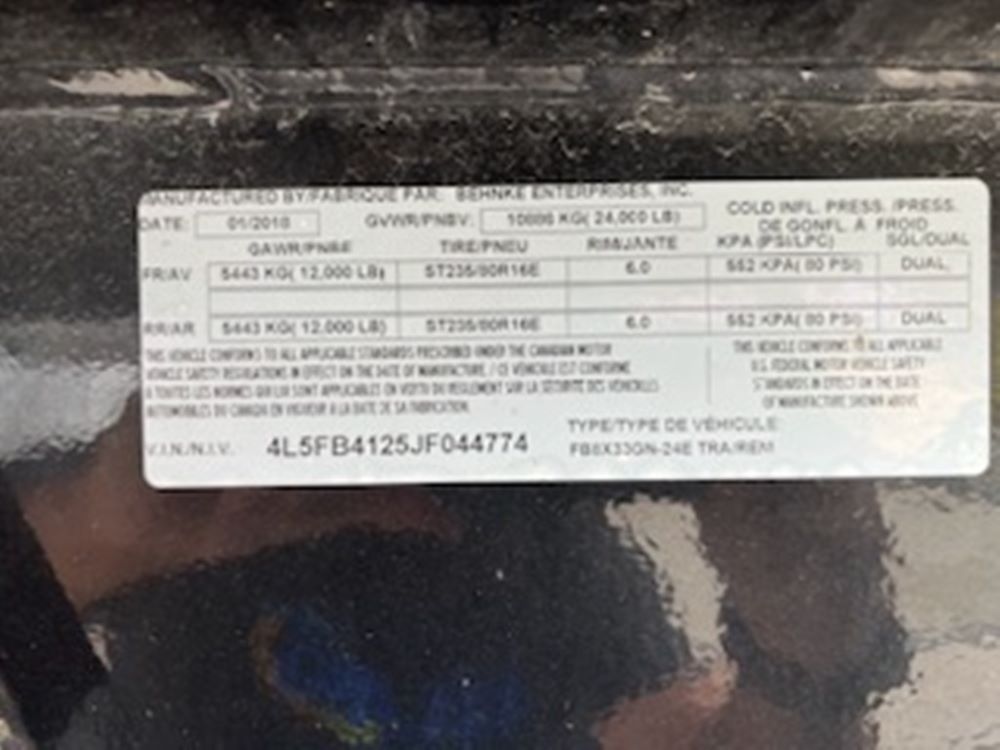 MANUFACTURED BY/FABRIQUE PAR: BEHNKE ENTERPRISES, INC.
DATE: 01/2018 GVWR/PNBV: 10886 KG( 24,000 LB) COLD INFL. PRESS. /PRESS.
DE GONFL. A FROID
GAWR/PNBE TIRE/PNEU RIM/JANTE KPA (PSI/LPC) SGL/DUAL
FR/AV 5443 KG( 12,000 LB) ST235/80R16E 6.0 552 KPA( 80 PSI) DUAL
RR/AR 5443 KG( 12,000 LB) ST235/80R16E 6.0 552 KPA( 80 PSI) DUAL
THIS VEHICLE CONFORMS TO ALL APPLICABLE STANDARDS PRESCRIBED UNDER THE CANADIAN MOTOR
VEHICLE SAFETY REGULATIONS IN EFFECT ON THE DATE OF MANUFACTURE. / CE VEHICULE EST CONFORME
A TOUTES LES NORMES QUI LUI SONT APPLICABLES EN VERTU DU REGLEMENT SUR LA SECURITE DES VEHICULES
AUTOMOBILES DU CANADA EN VIGUEUR A LA DATE DE SA FABRICATION.
THIS VEHICLE CONFORMS TO ALL APPLICABLE
U.S. FEDERAL MOTOR VEHICLE SAFETY
STANDARDS IN EFFECT ON THE DATE
OF MANUFACTURE SHOWN ABOVE
V.I.N./N.I.V. 4L5FB4125JF044774
TYPE/TYPE DE VÉHICULE:
FB8X33GN-24E TRA/REM